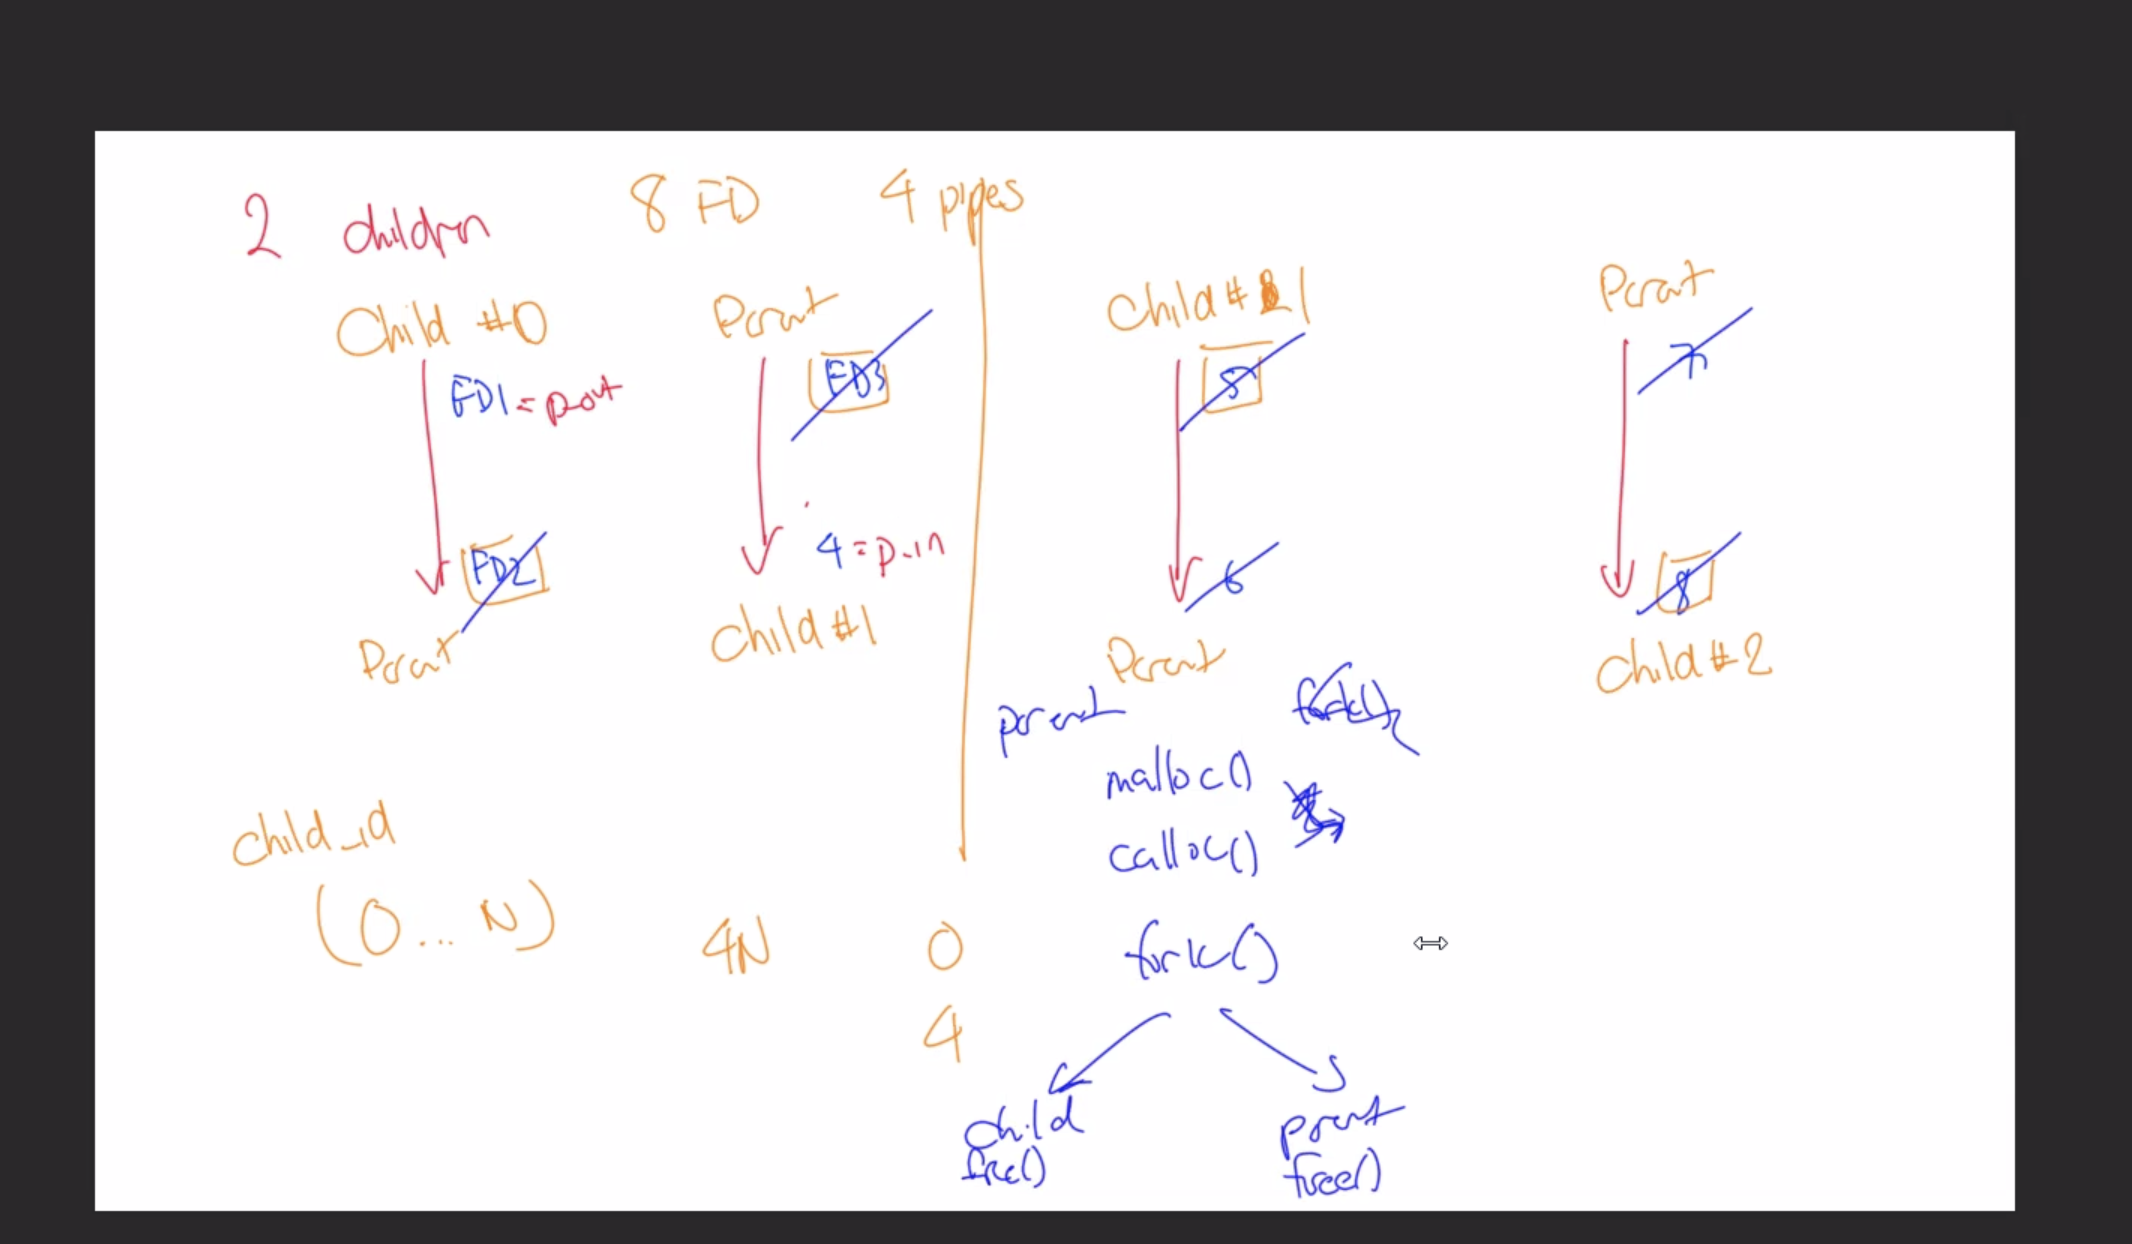 2 children 8 FD 4 pipes
Child #0
FD1 = p-out
FD2
Parent
Parent
FD3
4 = p-in
Child #1
Child # 1
5
6
Parent
Parent
7
8
Child #2
parent fork()
malloc()
calloc()
child_id
(0... N)
4N 0
4
fork()
child
free()
parent
free()